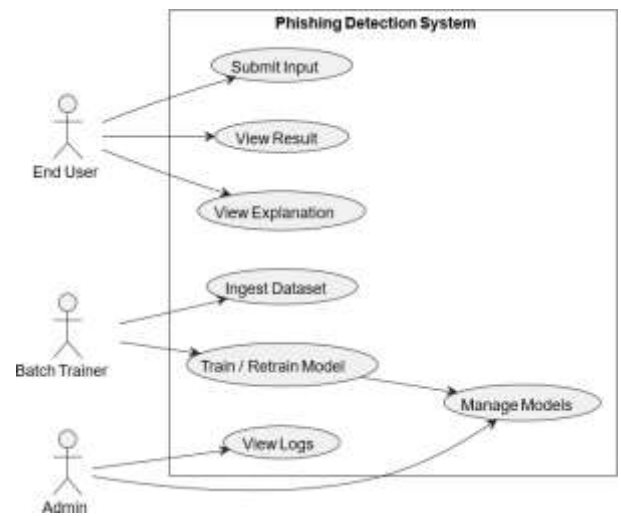 Phishing Detection System
Submit Input
View Result
End User
View Explanation
Ingest Dataset
Batch Trainer
Train / Retrain Model
Manage Models
View Logs
Admin